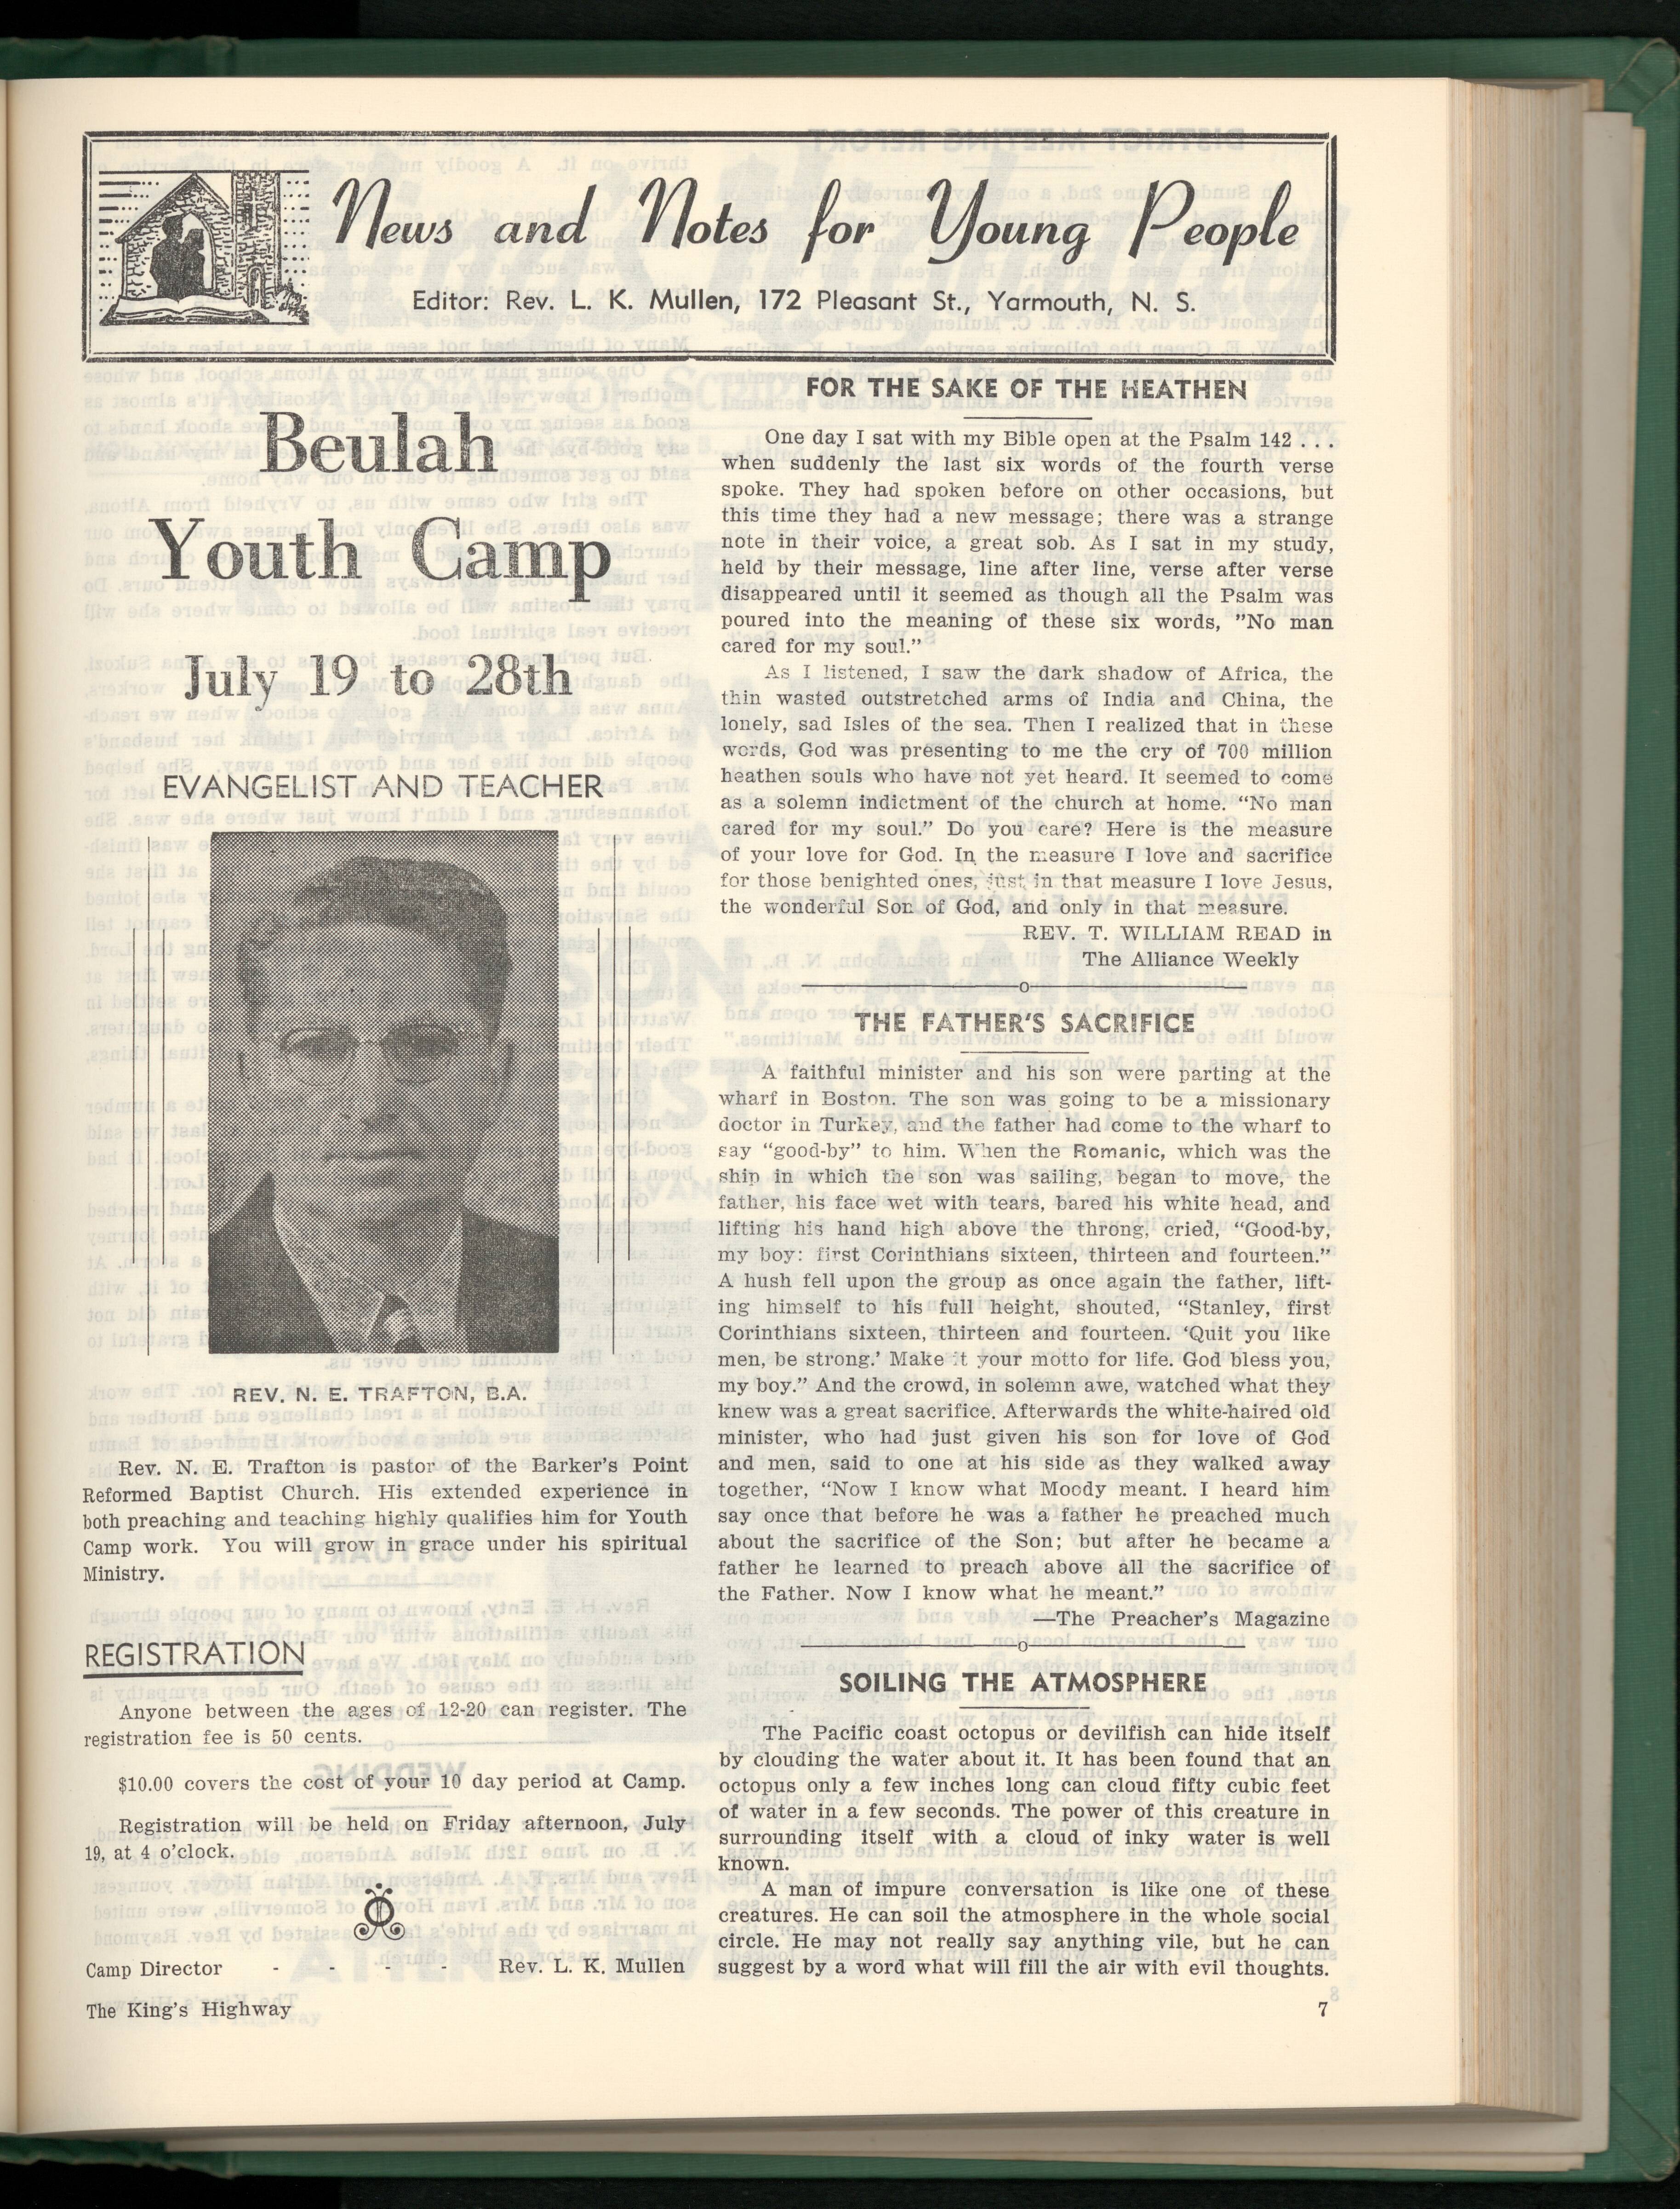 News and Notes for Young People
Editor: Rev. L. K. Mullen, 172 Pleasant St., Yarmouth, N. S.
Beulah
Youth Camp
July 19 to 28th
EVANGELIST AND TEACHER
REV. N. E. TRAFTON, B.A.
Rev. N. E. Trafton is pastor of the Barker's Point
Reformed Baptist Church. His extended experience in
both preaching and teaching highly qualifies him for Youth
Camp work. You will grow in grace under his spiritual
Ministry.
REGISTRATION
Anyone between the ages of 12-20 can register. The
registration fee is 50 cents.
$10.00 covers the cost of your 10 day period at Camp.
Registration will be held on Friday afternoon, July
19, at 4 o'clock.
Camp Director - - - - Rev. L. K. Mullen
The King's Highway
FOR THE SAKE OF THE HEATHEN
One day I sat with my Bible open at the Psalm 142 . . .
when suddenly the last six words of the fourth verse
spoke. They had spoken before on other occasions, but
this time they had a new message; there was a strange
note in their voice, a great sob. As I sat in my study,
held by their message, line after line, verse after verse
disappeared until it seemed as though all the Psalm was
poured into the meaning of these six words, "No man
cared for my soul."
As I listened, I saw the dark shadow of Africa, the
thin wasted outstretched arms of India and China, the
lonely, sad Isles of the sea. Then I realized that in these
words, God was presenting to me the cry of 700 million
heathen souls who have not yet heard. It seemed to come
as a solemn indictment of the church at home. "No man
cared for my soul." Do you care? Here is the measure
of your love for God. In the measure I love and sacrifice
for those benighted ones, just in that measure I love Jesus,
the wonderful Son of God, and only in that measure.
REV. T. WILLIAM READ in
The Alliance Weekly
o
THE FATHER'S SACRIFICE
A faithful minister and his son were parting at the
wharf in Boston. The son was going to be a missionary
doctor in Turkey, and the father had come to the wharf to
say "good-by" to him. When the Romanic, which was the
ship in which the son was sailing, began to move, the
father, his face wet with tears, bared his white head, and
lifting his hand high above the throng, cried, "Good-by,
my boy: first Corinthians sixteen, thirteen and fourteen."
A hush fell upon the group as once again the father, lift-
ing himself to his full height, shouted, "Stanley, first
Corinthians sixteen, thirteen and fourteen. 'Quit you like
men, be strong.' Make it your motto for life. God bless you,
my boy." And the crowd, in solemn awe, watched what they
knew was a great sacrifice. Afterwards the white-haired old
minister, who had just given his son for love of God
and men, said to one at his side as they walked away
together, "Now I know what Moody meant. I heard him
say once that before he was a father he preached much
about the sacrifice of the Son; but after he became a
father he learned to preach above all the sacrifice of
the Father. Now I know what he meant."
—The Preacher's Magazine
o
SOILING THE ATMOSPHERE
The Pacific coast octopus or devilfish can hide itself
by clouding the water about it. It has been found that an
octopus only a few inches long can cloud fifty cubic feet
of water in a few seconds. The power of this creature in
surrounding itself with a cloud of inky water is well
known.
A man of impure conversation is like one of these
creatures. He can soil the atmosphere in the whole social
circle. He may not really say anything vile, but he can
suggest by a word what will fill the air with evil thoughts.
7